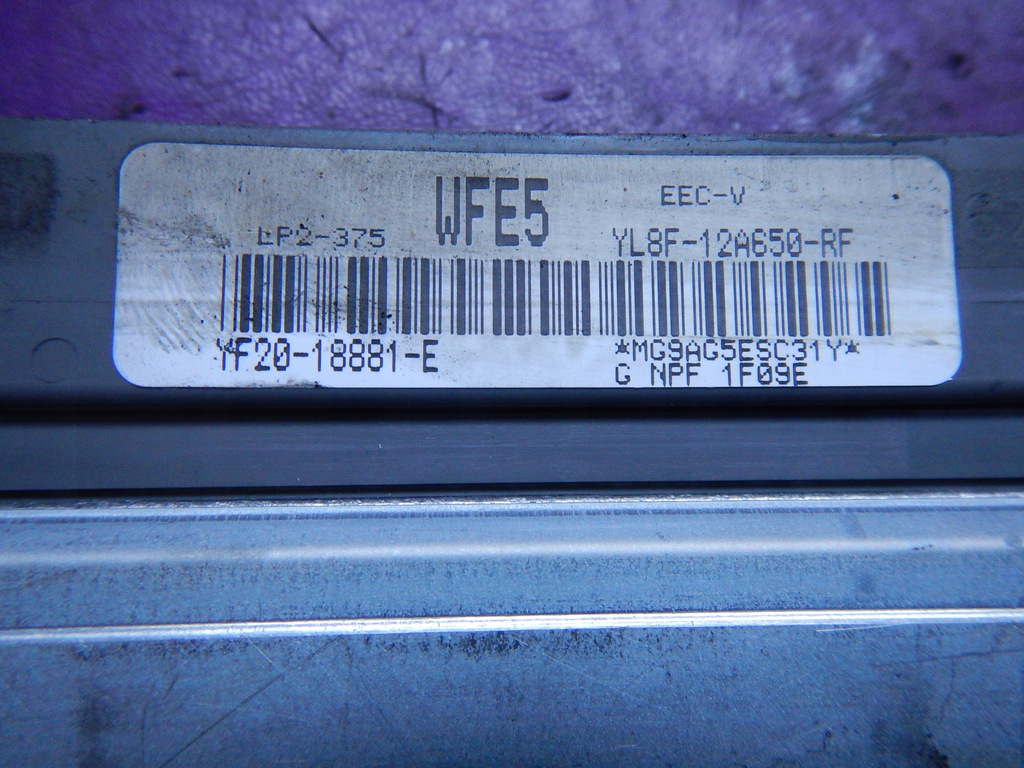 WFE5 EEC-V
LP2-375 YL8F-12A650-RF
YF20-18881-E *MG9AG5ESC31Y*
G NPF 1F09E